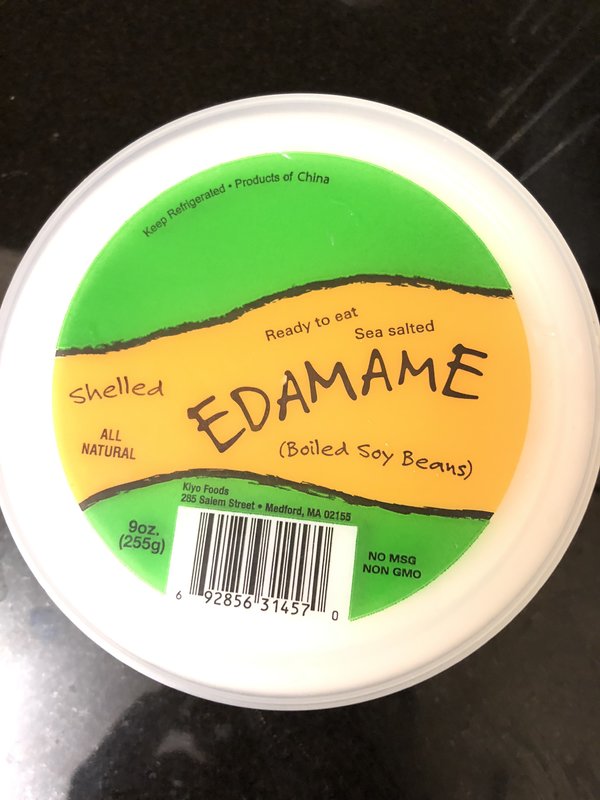 Keep Refrigerated • Products of China
Ready to eat
Sea salted
Shelled
EDAMAME
ALL
NATURAL
(Boiled Soy Beans)
Kiyo Foods
285 Salem Street • Medford, MA 02155
9oz.
(255g)
NO MSG
NON GMO
6 92856 31457 0